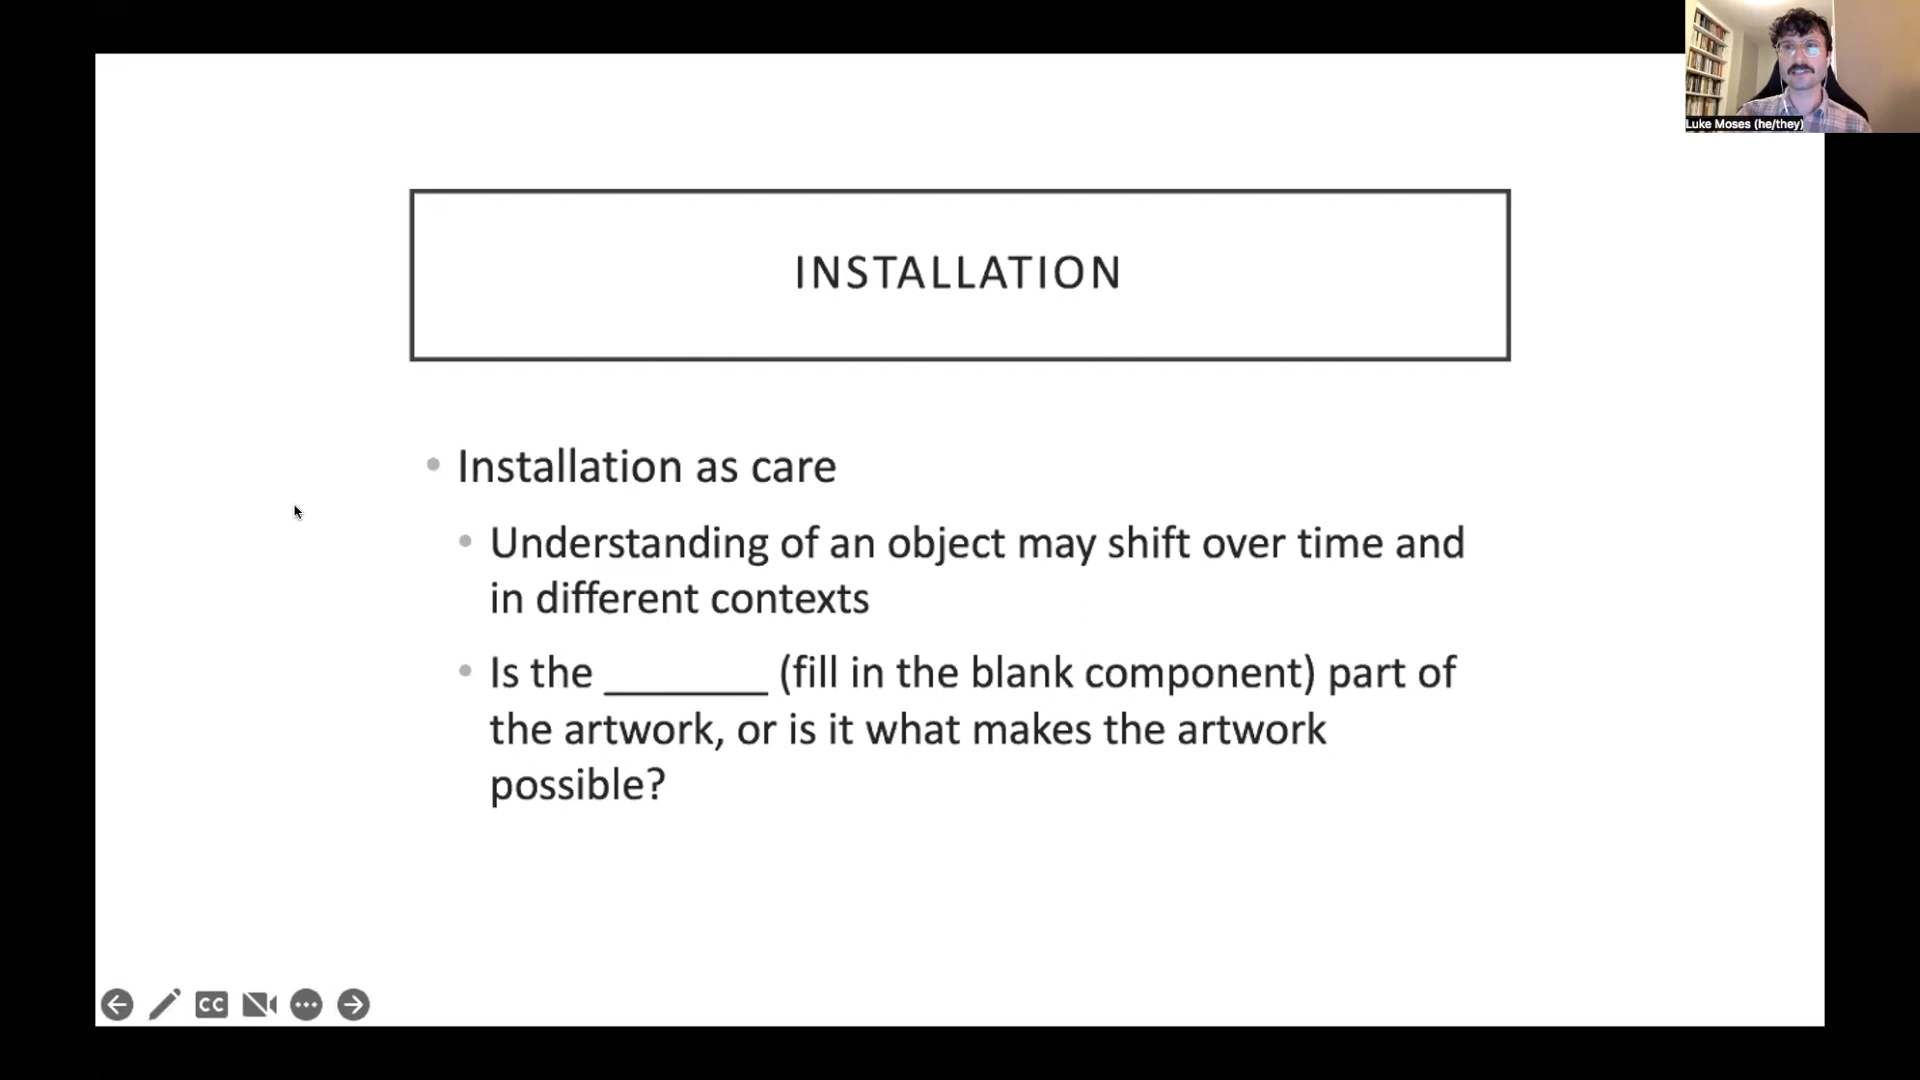 Luke Moses (he/they)
INSTALLATION
• Installation as care
• Understanding of an object may shift over time and
in different contexts
• Is the _______ (fill in the blank component) part of
the artwork, or is it what makes the artwork
possible?
CC